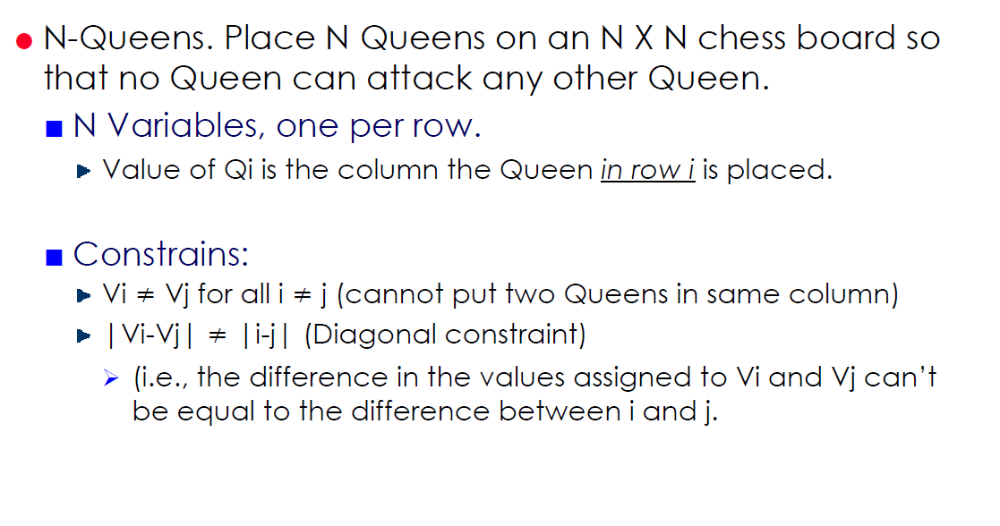 N-Queens. Place N Queens on an N X N chess board so
that no Queen can attack any other Queen.
N Variables, one per row.
Value of Qi is the column the Queen in row i is placed.
Constrains:
Vi ≠ Vj for all i ≠ j (cannot put two Queens in same column)
|Vi-Vj| ≠ |i-j| (Diagonal constraint)
(i.e., the difference in the values assigned to Vi and Vj can't
be equal to the difference between i and j.